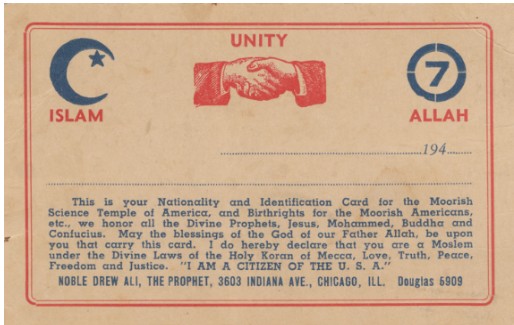 UNITY
7
ISLAM
ALLAH
194
This is your Nationality and Identification Card for the Moorish
Science Temple of America, and Birthrights for the Moorish Americans,
etc., we honor all the Divine Prophets, Jesus, Mohammed, Buddha and
Confucius. May the blessings of the God of our Father Allah, be upon
you that carry this card. I do hereby declare that you are a Moslem
under the Divine Laws of the Holy Koran of Mecca, Love, Truth, Peace,
Freedom and Justice. "I AM A CITIZEN OF THE U. S. A."
NOBLE DREW ALI, THE PROPHET, 3603 INDIANA AVE., CHICAGO, ILL. Douglas 6909